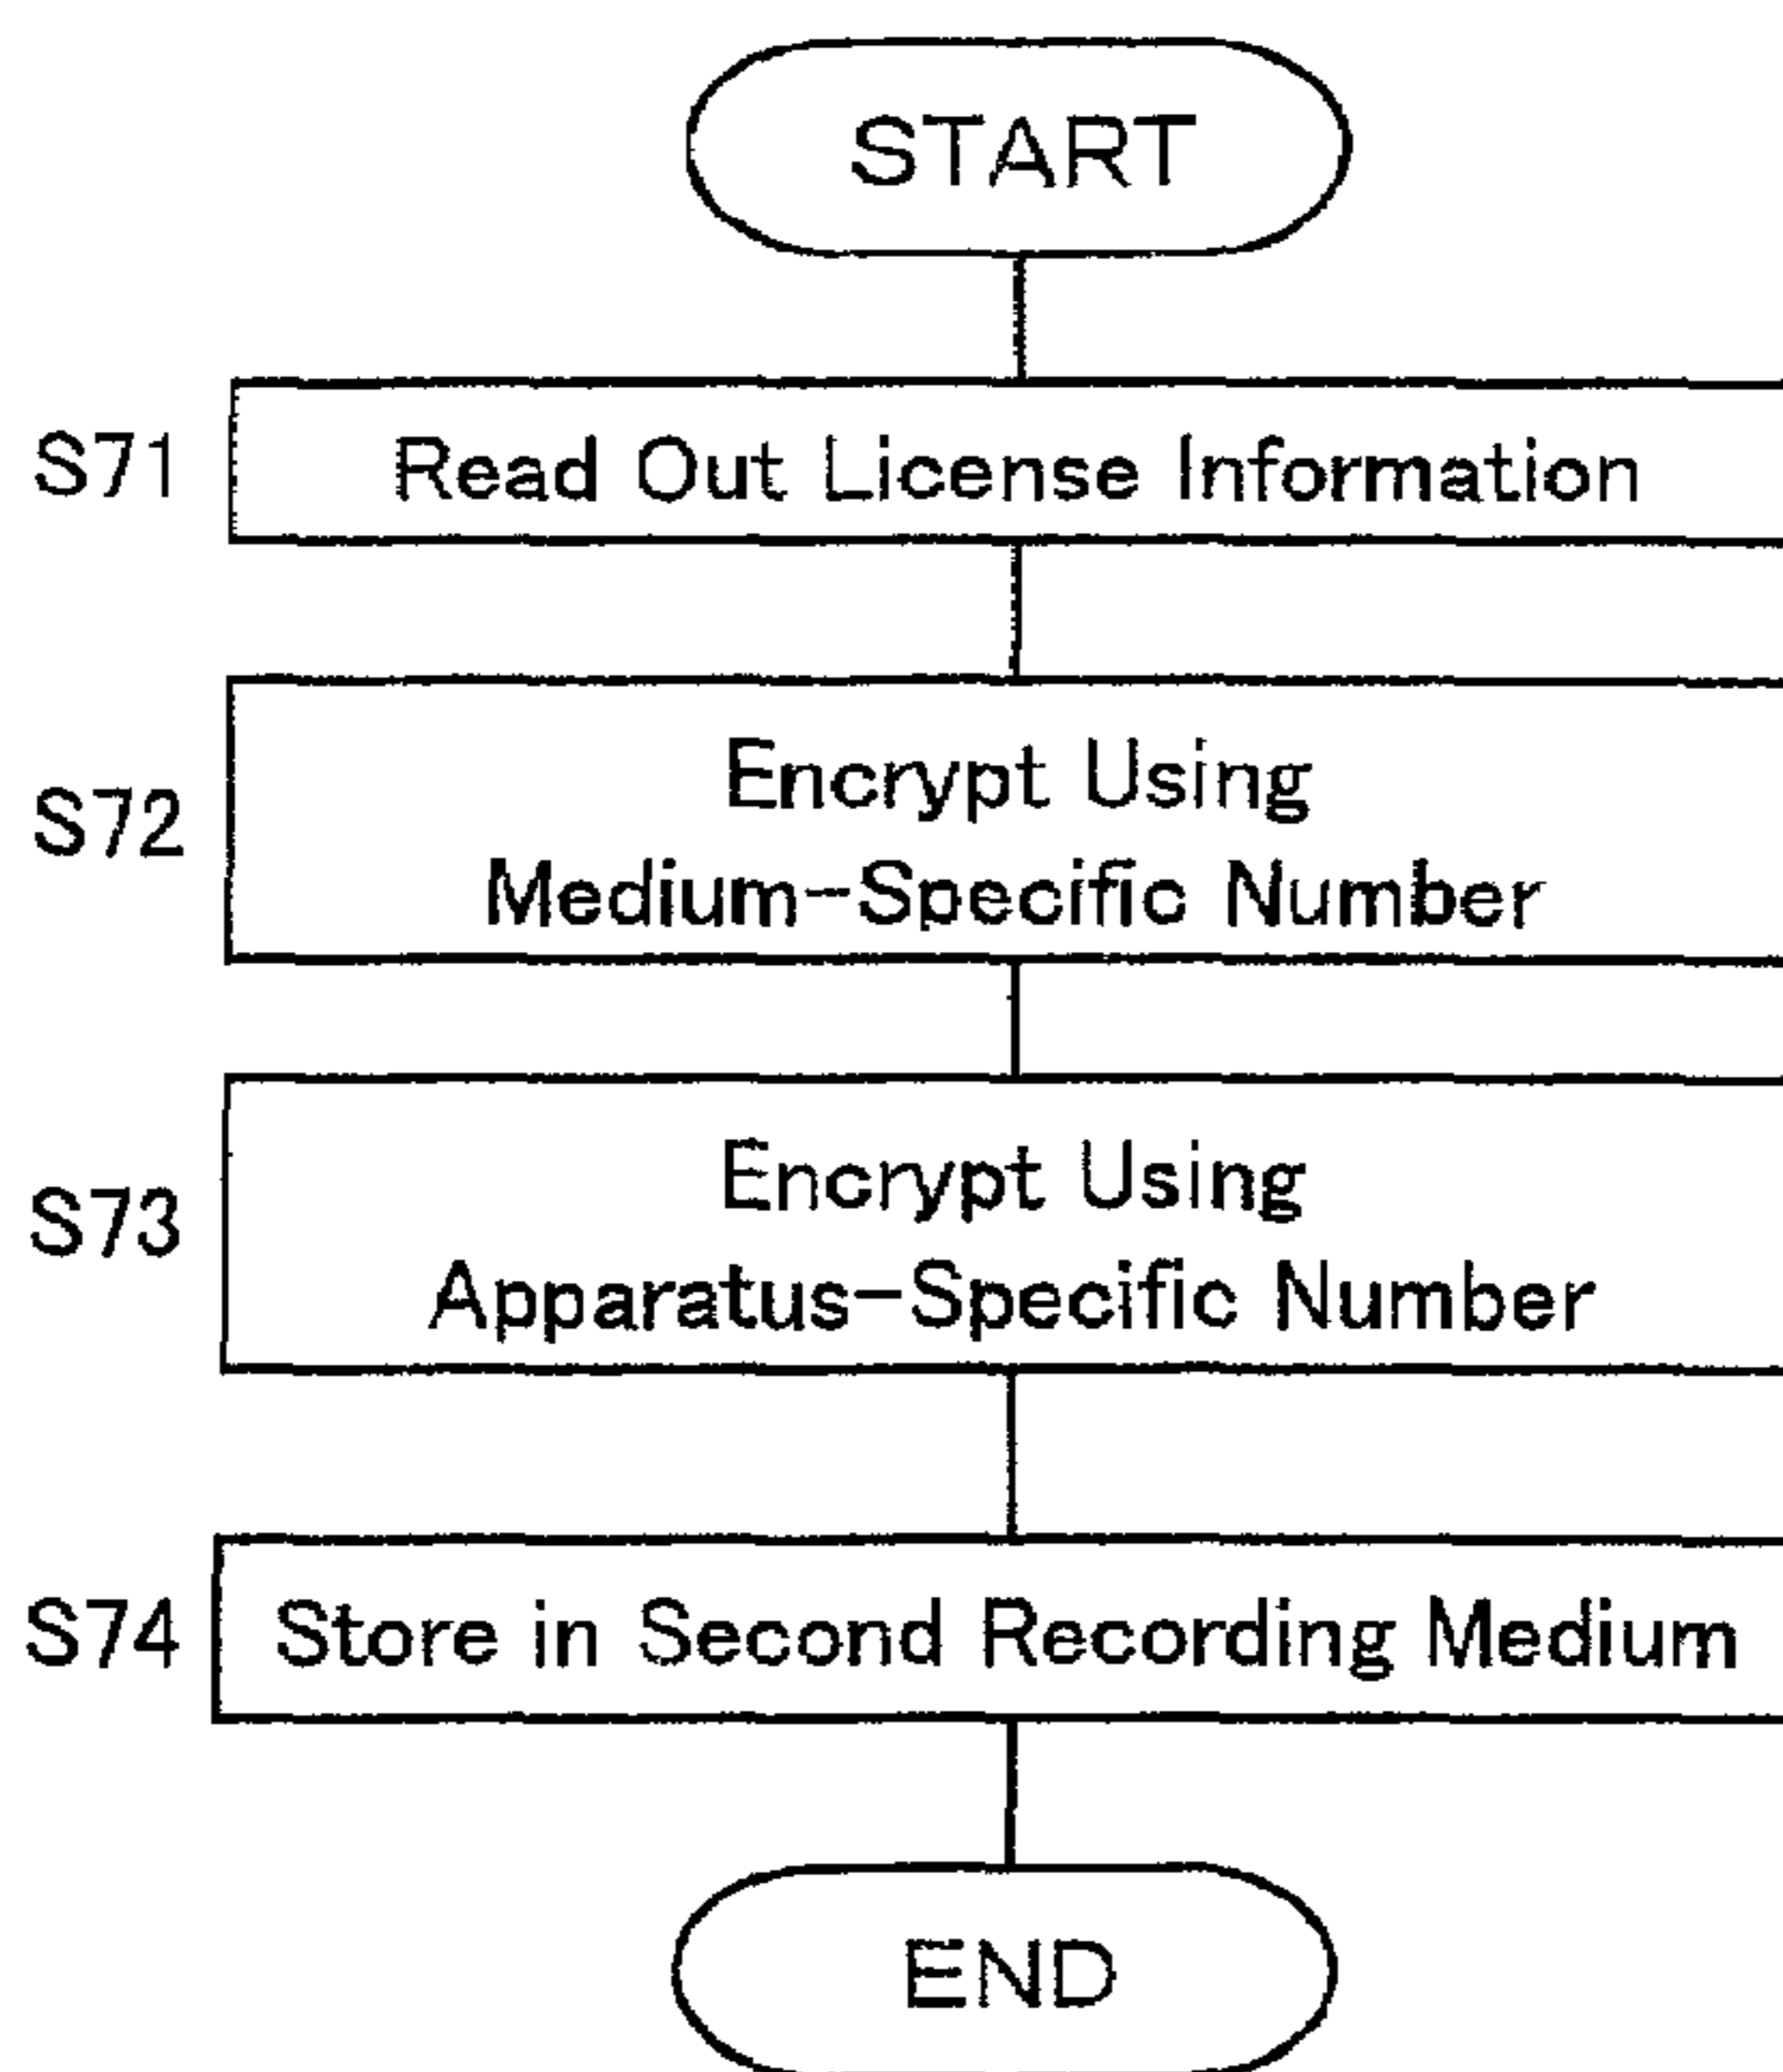 START
S71 Read Out License Information
Encrypt Using
S72
Medium-Specific Number
Encrypt Using
S73
Apparatus-Specific Number
S74 Store in Second Recording Medium
END